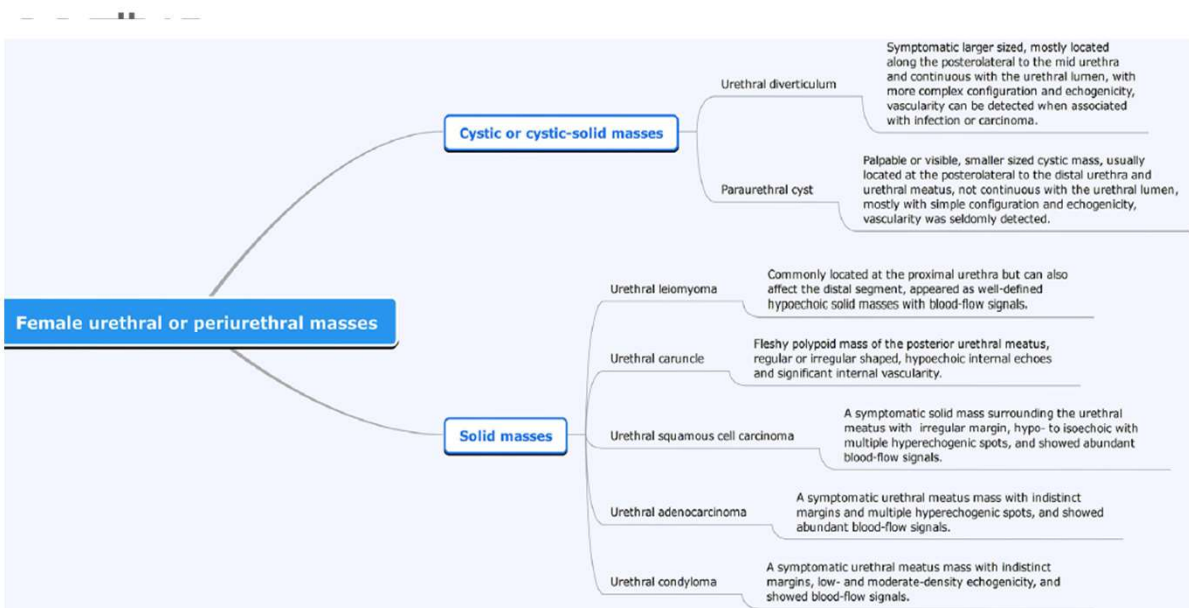 Symptomatic larger sized, mostly located
along the posterolateral to the mid urethra
and continuous with the urethral lumen, with
more complex configuration and echogenicity,
vascularity can be detected when associated
with infection or carcinoma.
Urethral diverticulum
Cystic or cystic-solid masses
Palpable or visible, smaller sized cystic mass, usually
located at the posterolateral to the distal urethra and
urethral meatus, not continuous with the urethral lumen,
mostly with simple configuration and echogenicity,
vascularity was seldomly detected.
Paraurethral cyst
Female urethral or periurethral masses
Commonly located at the proximal urethra but can also
affect the distal segment, appeared as well-defined
hypoechoic solid masses with blood-flow signals.
Urethral leiomyoma
Fleshy polypoid mass of the posterior urethral meatus,
regular or irregular shaped, hypoechoic internal echoes
and significant internal vascularity.
Urethral caruncle
Solid masses
A symptomatic solid mass surrounding the urethral
meatus with irregular margin, hypo- to isoechoic with
multiple hyperechogenic spots, and showed abundant
blood-flow signals.
Urethral squamous cell carcinoma
A symptomatic urethral meatus mass with indistinct
margins and multiple hyperechogenic spots, and showed
abundant blood-flow signals.
Urethral adenocarcinoma
A symptomatic urethral meatus mass with indistinct
margins, low- and moderate-density echogenicity, and
showed blood-flow signals.
Urethral condyloma